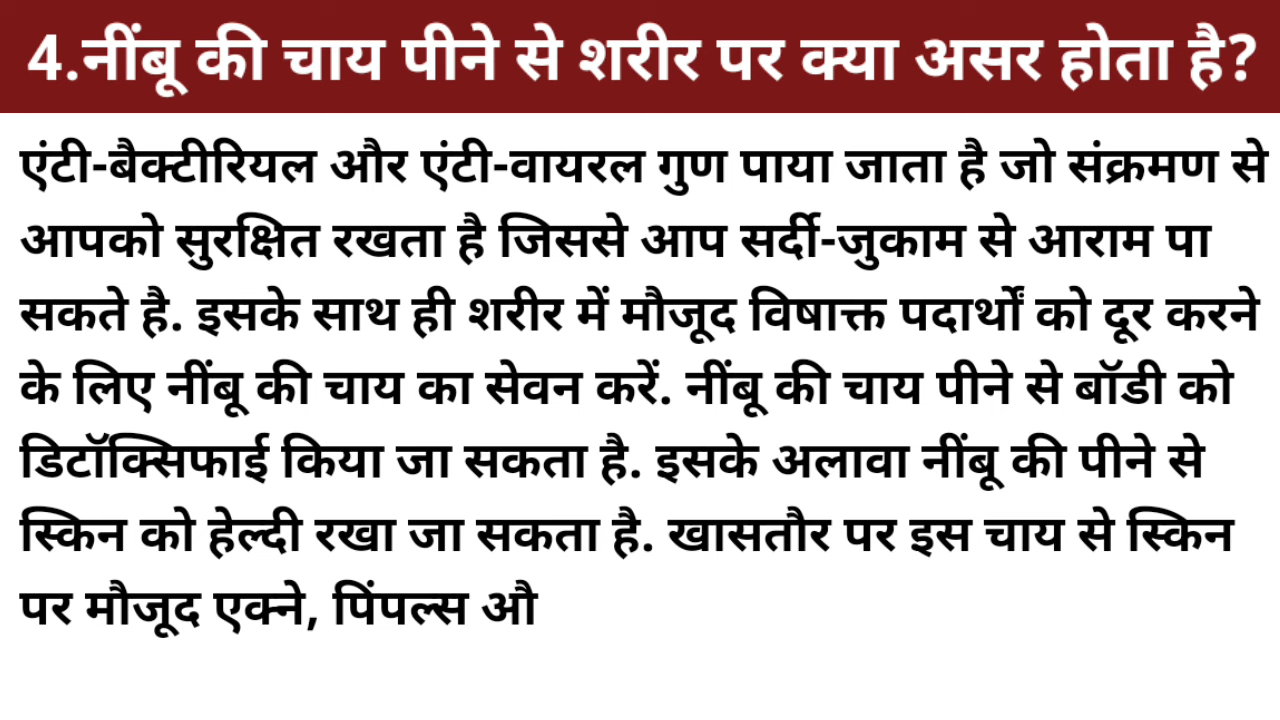 4.नींबू की चाय पीने से शरीर पर क्या असर होता है?
एंटी-बैक्टीरियल और एंटी-वायरल गुण पाया जाता है जो संक्रमण से
आपको सुरक्षित रखता है जिससे आप सर्दी-जुकाम से आराम पा
सकते है. इसके साथ ही शरीर में मौजूद विषाक्त पदार्थों को दूर करने
के लिए नींबू की चाय का सेवन करें. नींबू की चाय पीने से बॉडी को
डिटॉक्सिफाई किया जा सकता है. इसके अलावा नींबू की पीने से
स्किन को हेल्दी रखा जा सकता है. खासतौर पर इस चाय से स्किन
पर मौजूद एक्ने, पिंपल्स औ